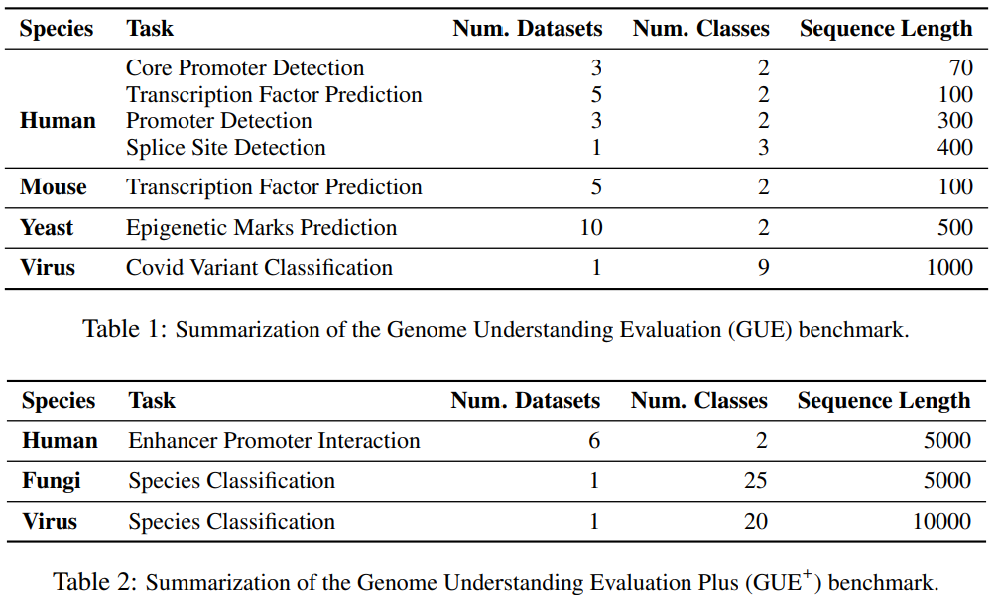 Species Task Num. Datasets Num. Classes Sequence Length
Core Promoter Detection 3 2 70
Transcription Factor Prediction 5 2 100
Human Promoter Detection 3 2 300
Splice Site Detection 1 3 400
Mouse Transcription Factor Prediction 5 2 100
Yeast Epigenetic Marks Prediction 10 2 500
Virus Covid Variant Classification 1 9 1000
Table 1: Summarization of the Genome Understanding Evaluation (GUE) benchmark.
Species Task Num. Datasets Num. Classes Sequence Length
Human Enhancer Promoter Interaction 6 2 5000
Fungi Species Classification 1 25 5000
Virus Species Classification 1 20 10000
Table 2: Summarization of the Genome Understanding Evaluation Plus (GUE⁺) benchmark.